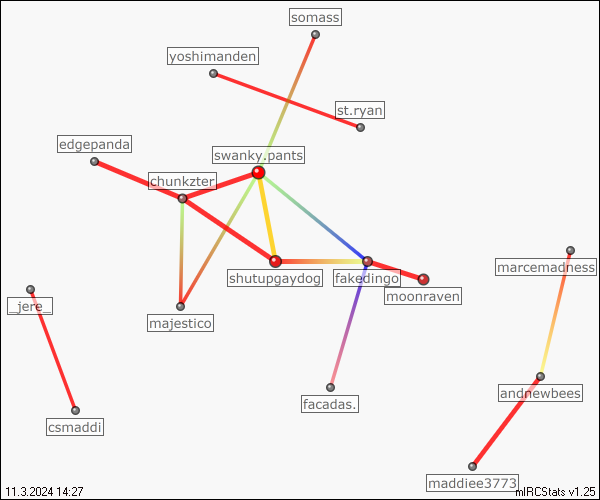 somass
yoshimanden
st.ryan
edgepanda
swanky.pants
chunkzter
marcemadness
shutupgaydog
fakedingo
moonraven
_jere_
majestico
andnewbees
facadas.
csmaddi
maddiee3773
11.3.2024 14:27
mIRCStats v1.25